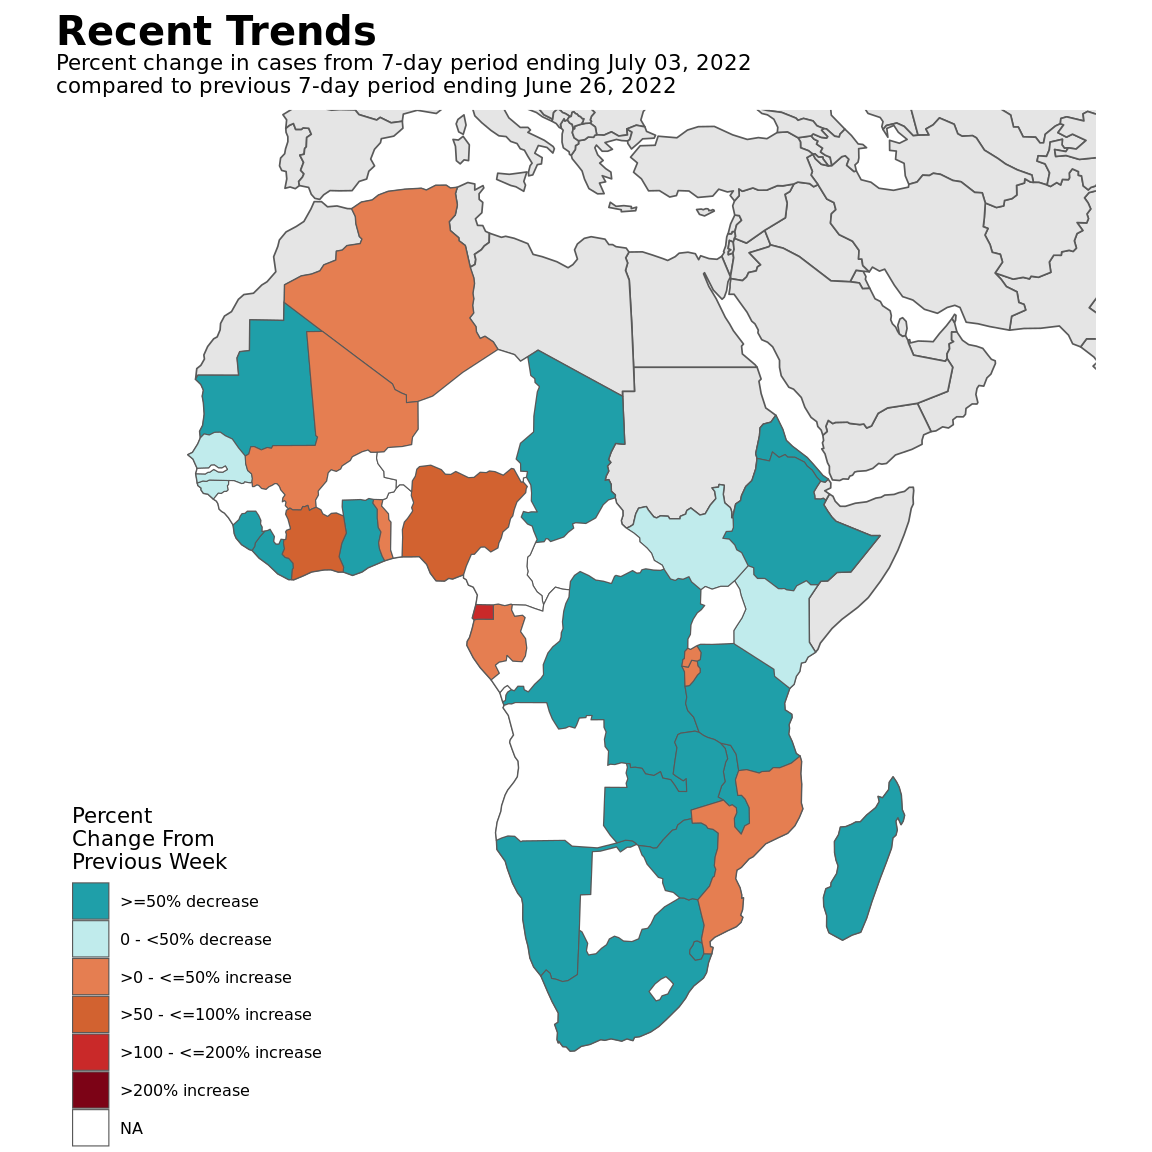 Recent Trends
Percent change in cases from 7-day period ending July 03, 2022
compared to previous 7-day period ending June 26, 2022
Percent
Change From
Previous Week
>=50% decrease
0 - <50% decrease
>0 - <=50% increase
>50 - <=100% increase
>100 - <=200% increase
>200% increase
NA